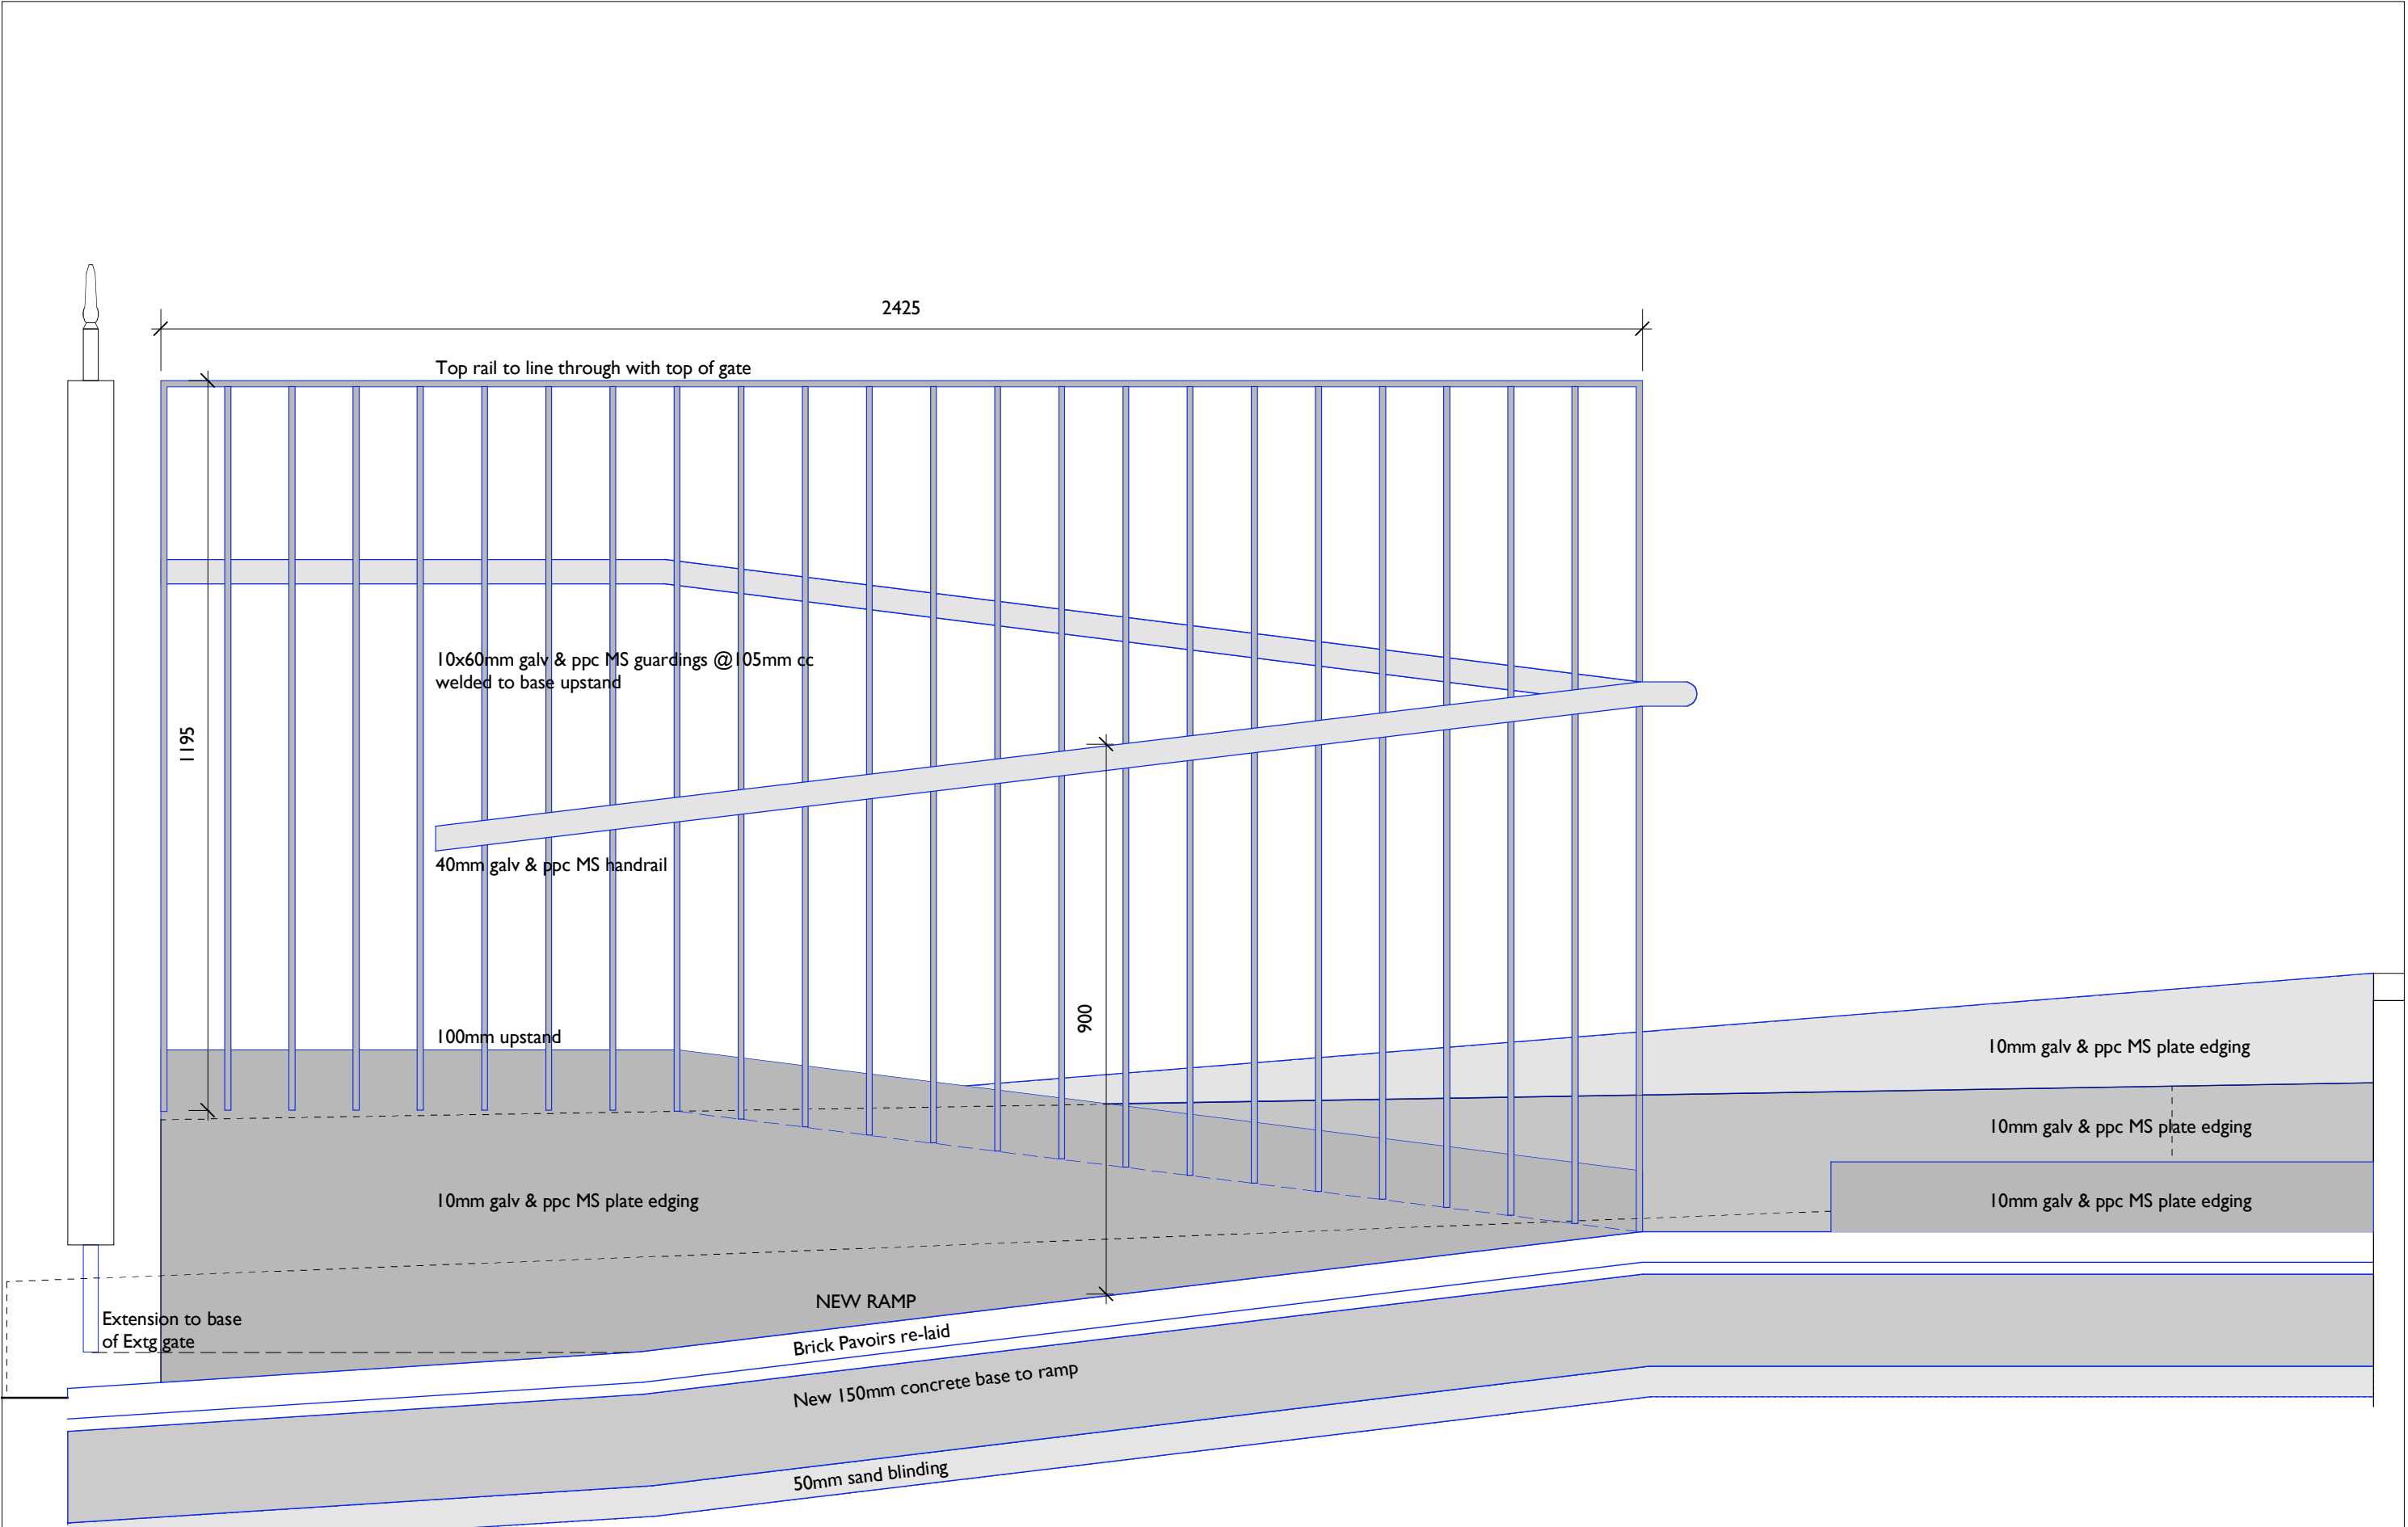 2425
Top rail to line through with top of gate
10x60mm galv & ppc MS guardings @105mm cc
welded to base upstand
1195
40mm galv & ppc MS handrail
900
100mm upstand
10mm galv & ppc MS plate edging
10mm galv & ppc MS plate edging
10mm galv & ppc MS plate edging
10mm galv & ppc MS plate edging
NEW RAMP
Extension to base
of Extg gate
Brick Pavoirs re-laid
New 150mm concrete base to ramp
50mm sand blinding